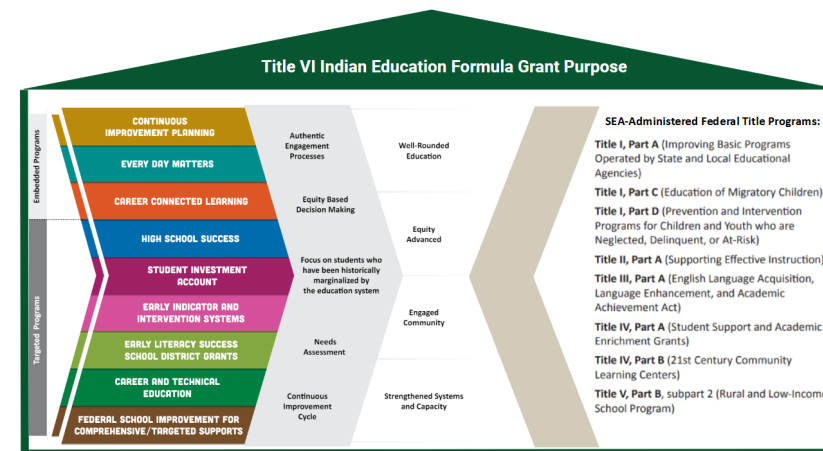 Title VI Indian Education Formula Grant Purpose
Embedded Programs
Targeted Programs
CONTINUOUS
IMPROVEMENT PLANNING
EVERY DAY MATTERS
CAREER CONNECTED LEARNING
HIGH SCHOOL SUCCESS
STUDENT INVESTMENT
ACCOUNT
EARLY INDICATOR AND
INTERVENTION SYSTEMS
EARLY LITERACY SUCCESS
SCHOOL DISTRICT GRANTS
CAREER AND TECHNICAL
EDUCATION
FEDERAL SCHOOL IMPROVEMENT FOR
COMPREHENSIVE/TARGETED SUPPORTS
Authentic
Engagement
Processes
Equity Based
Decision Making
Focus on students who
have been historically
marginalized by
the education system
Needs
Assessment
Continuous
Improvement
Cycle
Well-Rounded
Education
Equity
Advanced
Engaged
Community
Strengthened Systems
and Capacity
SEA-Administered Federal Title Programs:
Title I, Part A (Improving Basic Programs
Operated by State and Local Educational
Agencies)
Title I, Part C (Education of Migratory Children)
Title I, Part D (Prevention and Intervention
Programs for Children and Youth who are
Neglected, Delinquent, or At-Risk)
Title II, Part A (Supporting Effective Instruction)
Title III, Part A (English Language Acquisition,
Language Enhancement, and Academic
Achievement Act)
Title IV, Part A (Student Support and Academic
Enrichment Grants)
Title IV, Part B (21st Century Community
Learning Centers)
Title V, Part B, subpart 2 (Rural and Low-Income
School Program)